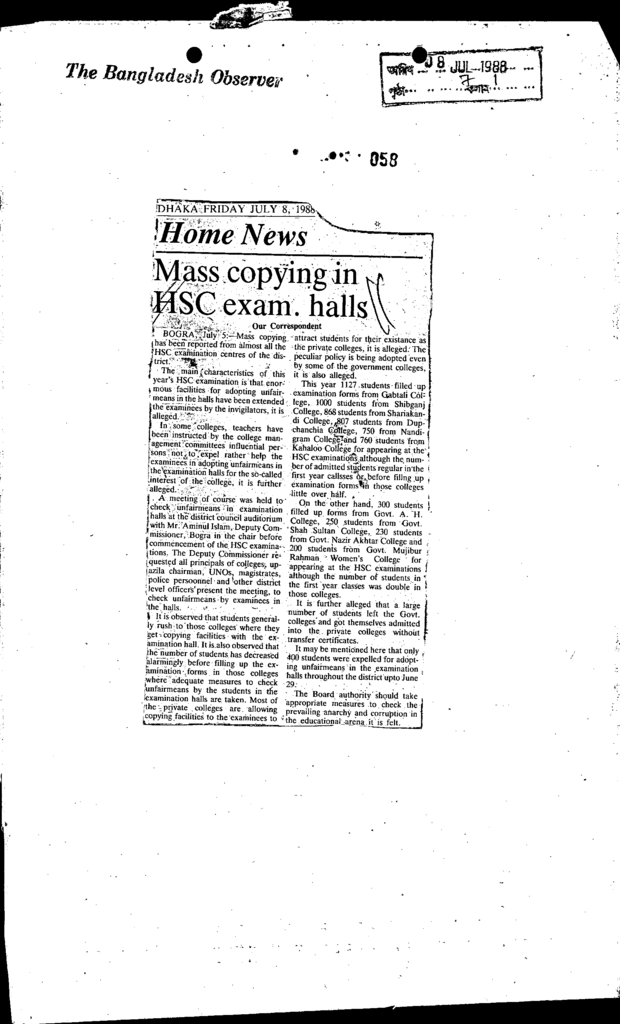 The Bangladesh Observer
তারিখ ... 08 JUL 1988 ...
পৃষ্ঠা... 7 ... কলাম... 1 ...
058
DHAKA FRIDAY JULY 8, 1988
Home News
Mass copying in
HSC exam. halls
Our Correspondent
BOGRA, July 5:—Mass copying
has been reported from almost all the
HSC examination centres of the dis-
trict.
The main characteristics of this
year's HSC examination is that enor-
mous facilities for adopting unfair-
means in the halls have been extended
the examinees by the invigilators, it is
alleged.
In some colleges, teachers have
been instructed by the college man-
agement committees influential per-
sons not to expel rather help the
examinees in adopting unfairmeans in
the examination halls for the so-called
interest of the college, it is further
alleged.
A meeting of course was held to
check unfairmeans in examination
halls at the district council auditorium
with Mr. Aminul Islam, Deputy Com-
missioner, Bogra in the chair before
commencement of the HSC examina-
tions. The Deputy Commissioner re-
quested all principals of colleges, up-
azila chairman, UNOs, magistrates,
police persoonnel and other district
level officers present the meeting, to
check unfairmeans by examinees in
the halls.
It is observed that students general-
ly rush to those colleges where they
get copying facilities with the ex-
amination hall. It is also observed that
the number of students has decreased
alarmingly before filling up the ex-
amination forms in those colleges
where adequate measures to check
unfairmeans by the students in the
examination halls are taken. Most of
the private colleges are allowing
copying facilities to the examinees to
attract students for their existance as
the private colleges, it is alleged. The
peculiar policy is being adopted even
by some of the government colleges,
it is also alleged.
This year 1127 students filled up
examination forms from Gabtali Col-
lege, 1000 students from Shibganj
College, 868 students from Shariakan-
di College, 807 students from Dup-
chanchia College, 750 from Nandi-
gram College and 760 students from
Kahaloo College for appearing at the
HSC examinations although the num-
ber of admitted students regular in the
first year calisses or before filing up
examination forms in those colleges
little over half.
On the other hand, 300 students
filled up forms from Govt. A. H.
College, 250 students from Govt.
Shah Sultan College, 230 students
from Govt. Nazir Akhtar College and
200 students from Govt. Mujibur
Rahman Women's College for
appearing at the HSC examinations
although the number of students in
the first year classes was double in
those colleges.
It is further alleged that a large
number of students left the Govt.
colleges and got themselves admitted
into the private colleges without
transfer certificates.
It may be mentioned here that only
400 students were expelled for adopt-
ing unfairmeans in the examination
halls throughout the district upto June
29.
The Board authority should take
appropriate measures to check the
prevailing anarchy and corruption in
the educational arena it is felt.